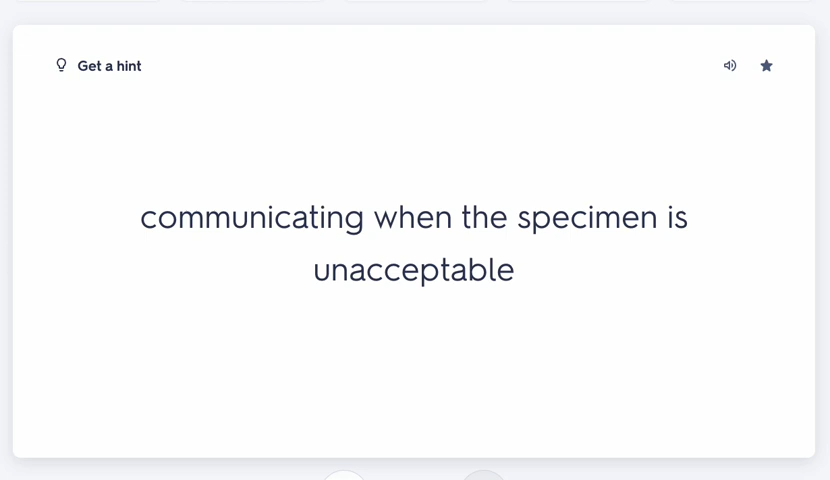 Get a hint
communicating when the specimen is
unacceptable